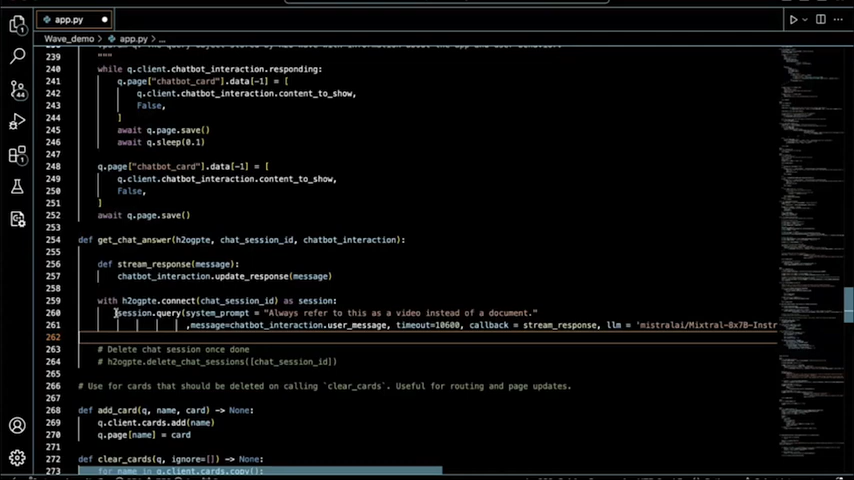 app.py
Wave_demo > app.py > ...
239 """
240 while q.client.chatbot_interaction.responding:
241 q.page["chatbot_card"].data[-1] = [
242 q.client.chatbot_interaction.content_to_show,
243 False,
244 ]
245 await q.page.save()
246 await q.sleep(0.1)
247
248 q.page["chatbot_card"].data[-1] = [
249 q.client.chatbot_interaction.content_to_show,
250 False,
251 ]
252 await q.page.save()
253
254 def get_chat_answer(h2ogpte, chat_session_id, chatbot_interaction):
255
256 def stream_response(message):
257 chatbot_interaction.update_response(message)
258
259 with h2ogpte.connect(chat_session_id) as session:
260 session.query(system_prompt = "Always refer to this as a video instead of a document."
261 ,message=chatbot_interaction.user_message, timeout=10600, callback = stream_response, llm = 'mistralai/Mixtral-8x7B-Instr
262
263 # Delete chat session once done
264 # h2ogpte.delete_chat_sessions([chat_session_id])
265
266 # Use for cards that should be deleted on calling `clear_cards`. Useful for routing and page updates.
267
268 def add_card(q, name, card) -> None:
269 q.client.cards.add(name)
270 q.page[name] = card
271
272 def clear_cards(q, ignore=[]) -> None:
273 for name in q.client.cards.copy():